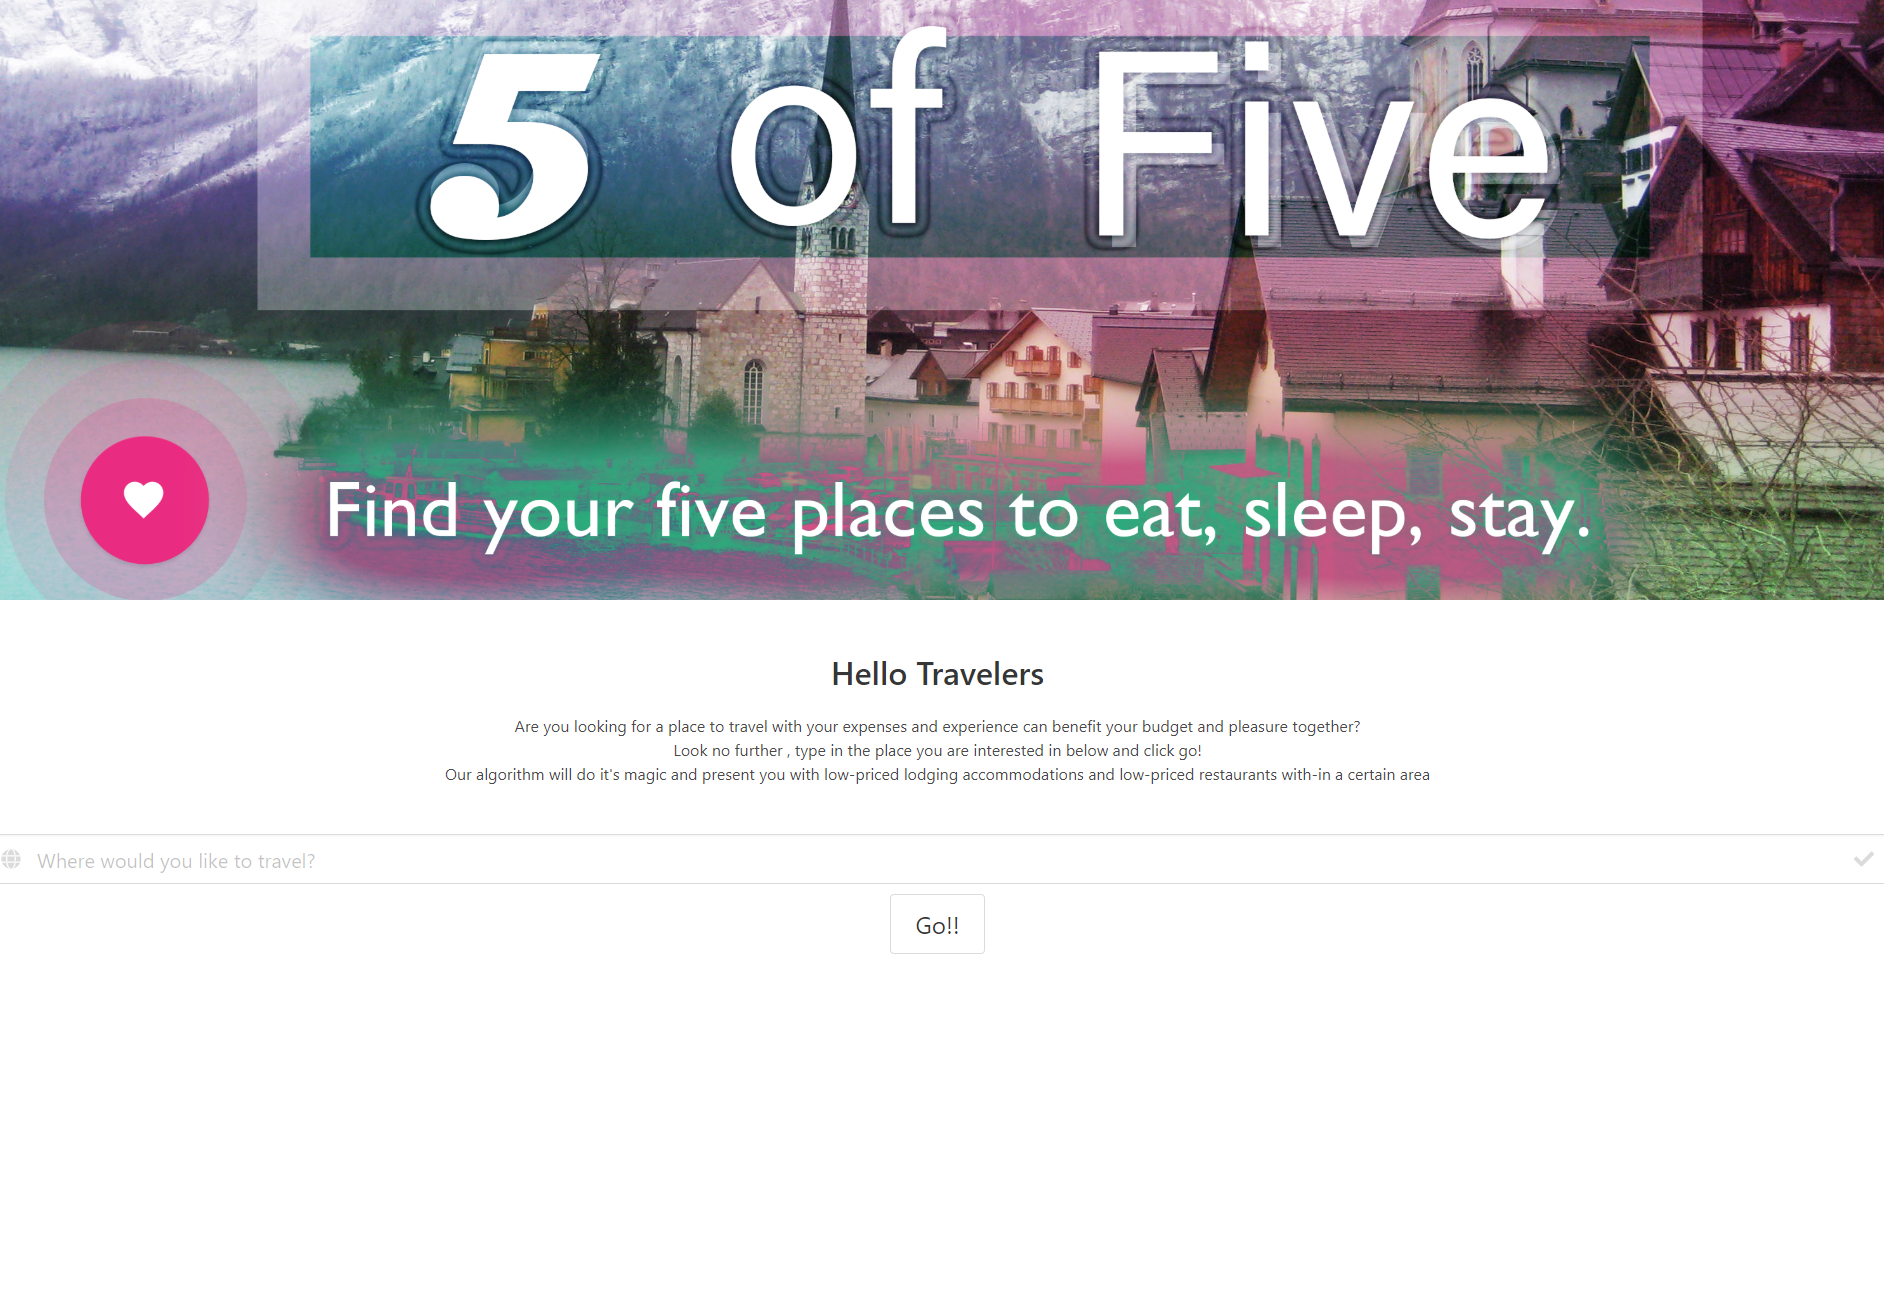 5 of Five
Find your five places to eat, sleep, stay.
Hello Travelers
Are you looking for a place to travel with your expenses and experience can benefit your budget and pleasure together?
Look no further , type in the place you are interested in below and click go!
Our algorithm will do it's magic and present you with low-priced lodging accommodations and low-priced restaurants with-in a certain area
Where would you like to travel?
Go!!